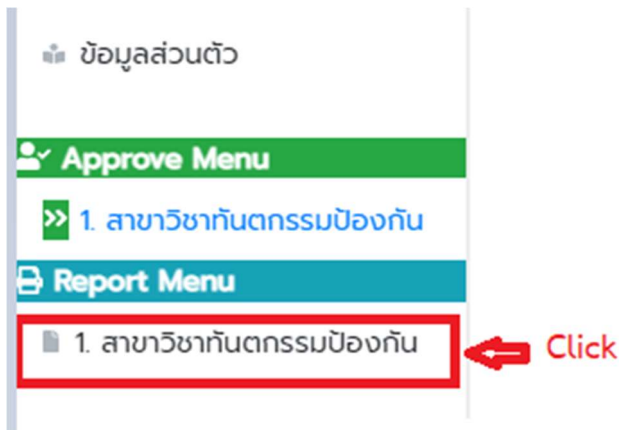 ข้อมูลส่วนตัว
Approve Menu
1. สาขาวิชาทันตกรรมป้องกัน
Report Menu
1. สาขาวิชาทันตกรรมป้องกัน Click